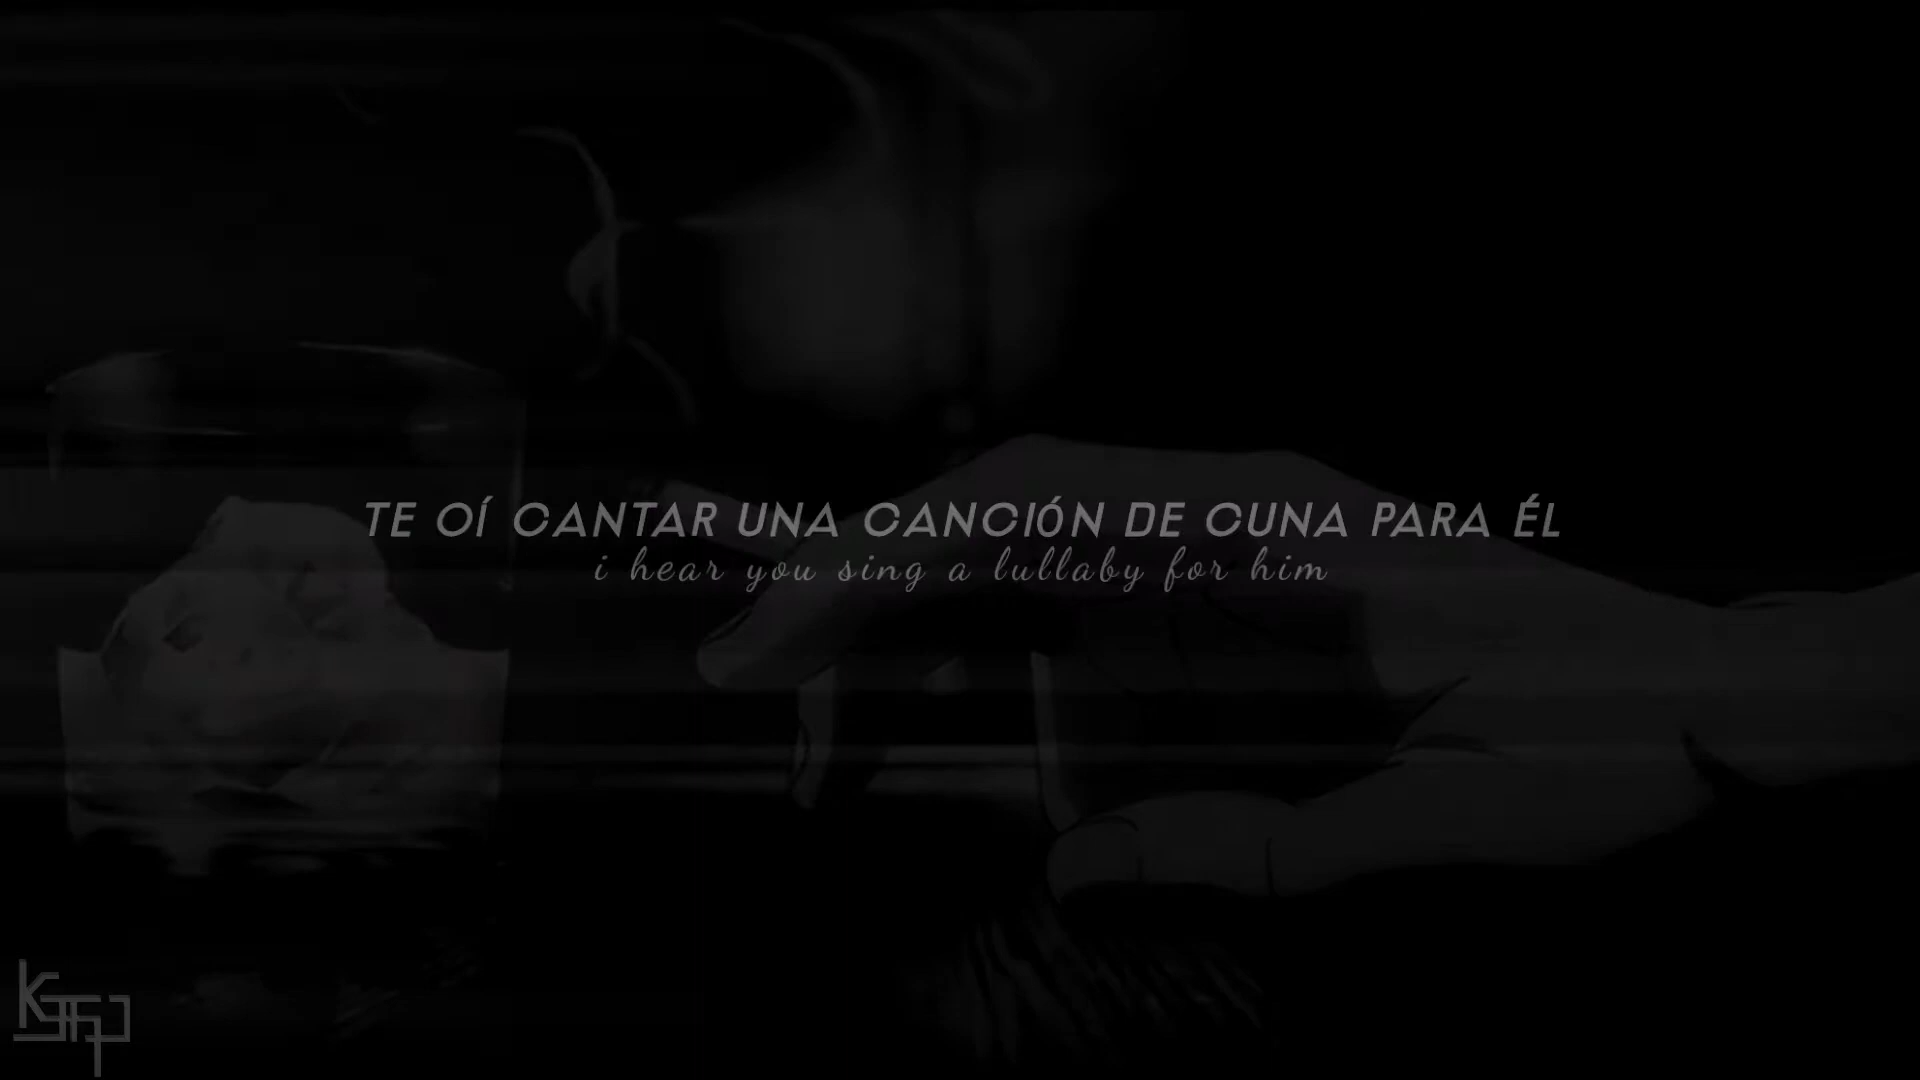 TE OÍ CANTAR UNA CANCIÓN DE CUNA PARA ÉL
i hear you sing a lullaby for him